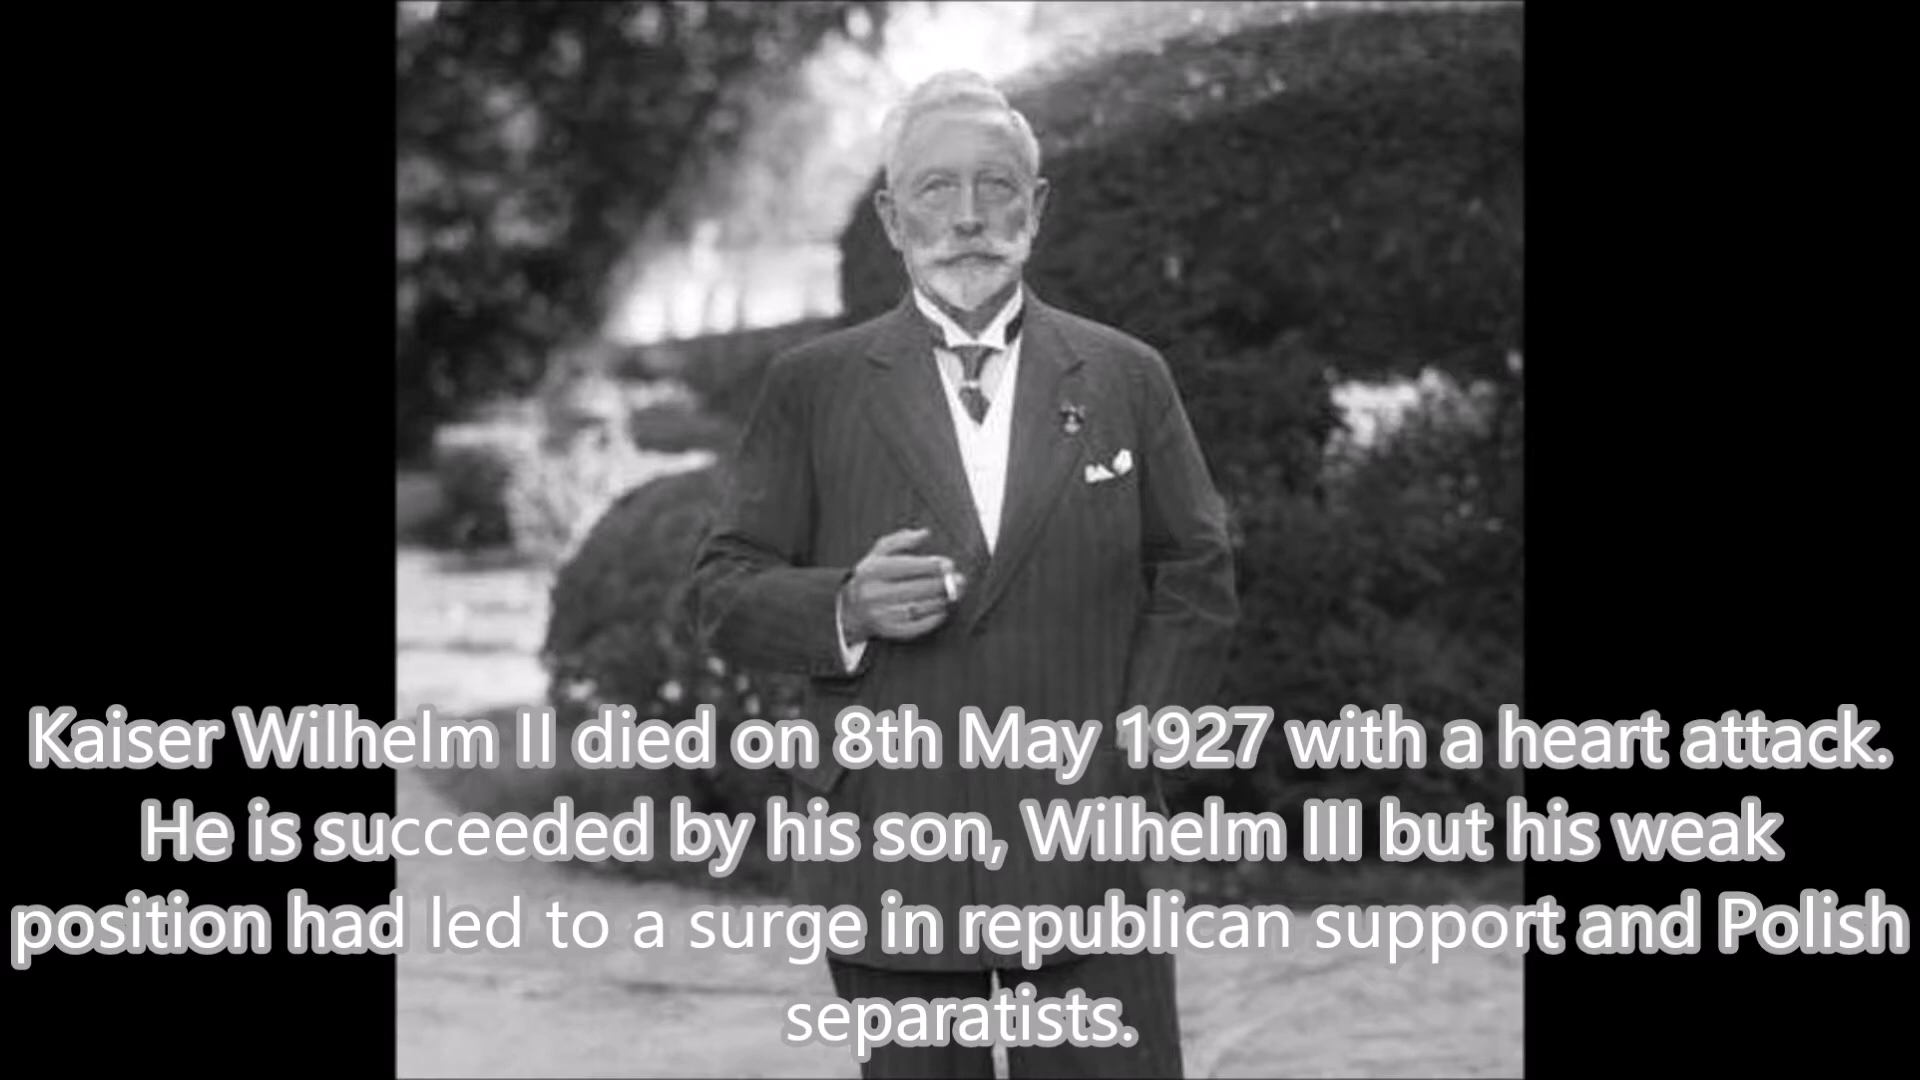 Kaiser Wilhelm II died on 8th May 1927 with a heart attack.
He is succeeded by his son, Wilhelm III but his weak
position had led to a surge in republican support and Polish
separatists.